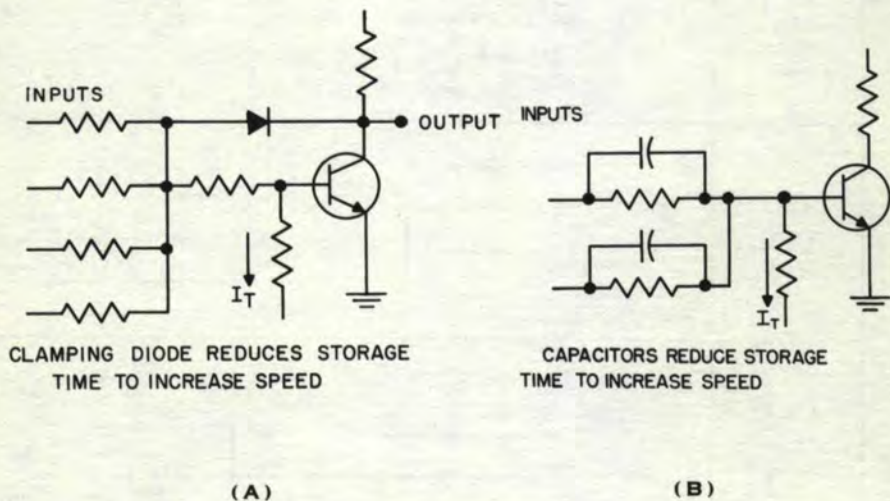 INPUTS
OUTPUT
I_T
CLAMPING DIODE REDUCES STORAGE
TIME TO INCREASE SPEED
(A)
INPUTS
I_T
CAPACITORS REDUCE STORAGE
TIME TO INCREASE SPEED
(B)